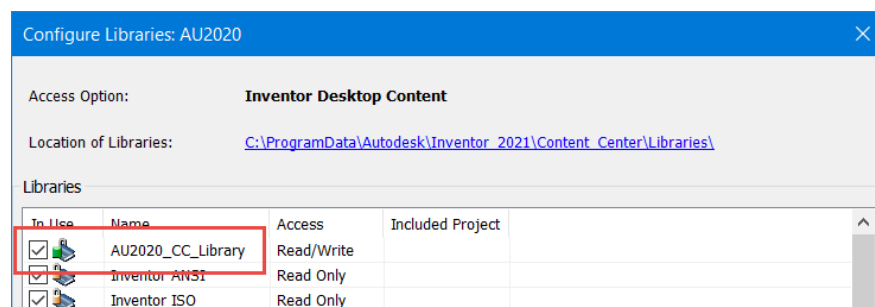 Configure Libraries: AU2020
Access Option: Inventor Desktop Content
Location of Libraries: C:\ProgramData\Autodesk\Inventor_2021\Content_Center\Libraries\
Libraries
In Use Name Access Included Project
AU2020_CC_Library Read/Write
Inventor ANSI Read Only
Inventor ISO Read Only